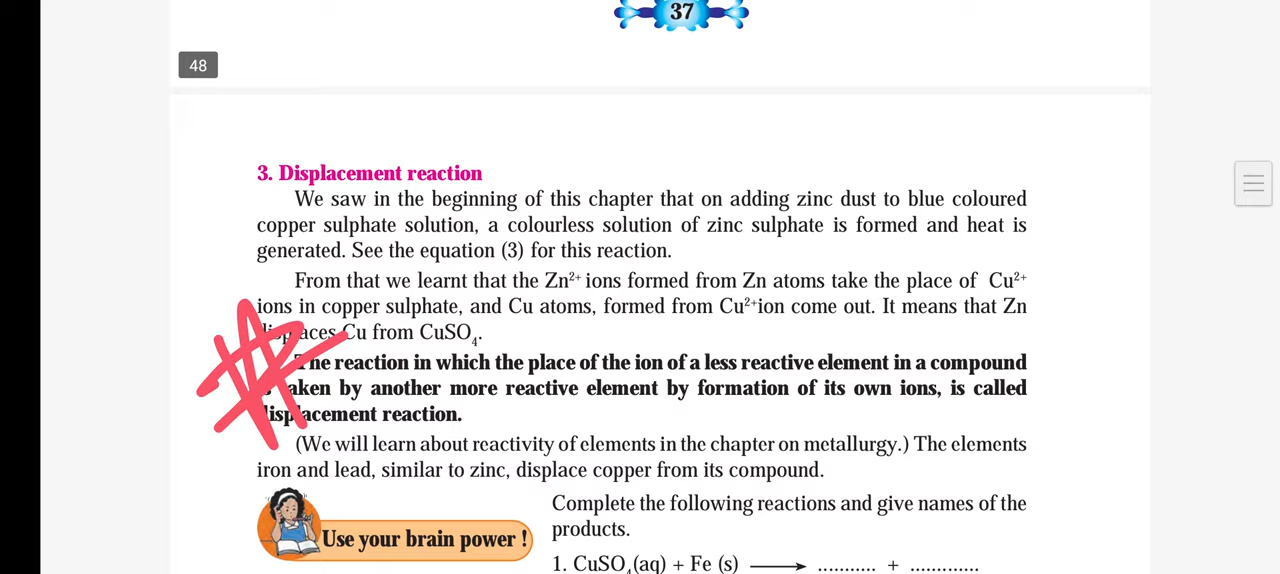 37
48
3. Displacement reaction
We saw in the beginning of this chapter that on adding zinc dust to blue coloured
copper sulphate solution, a colourless solution of zinc sulphate is formed and heat is
generated. See the equation (3) for this reaction.
From that we learnt that the Zn²⁺ ions formed from Zn atoms take the place of Cu²⁺
ions in copper sulphate, and Cu atoms, formed from Cu²⁺ion come out. It means that Zn
displaces Cu from CuSO₄.
The reaction in which the place of the ion of a less reactive element in a compound
taken by another more reactive element by formation of its own ions, is called
displacement reaction.
(We will learn about reactivity of elements in the chapter on metallurgy.) The elements
iron and lead, similar to zinc, displace copper from its compound.
Complete the following reactions and give names of the
products.
Use your brain power !
1. CuSO₄(aq) + Fe (s) ⟶ ........... + .............